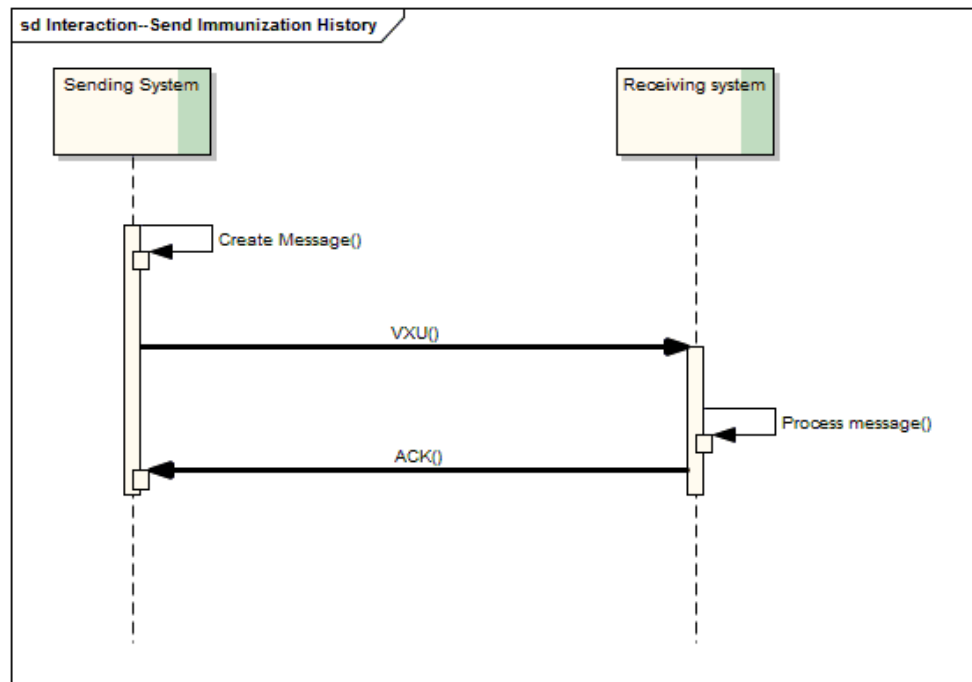 sd Interaction--Send Immunization History
Sending System
Receiving system
Create Message()
VXU()
Process message()
ACK()